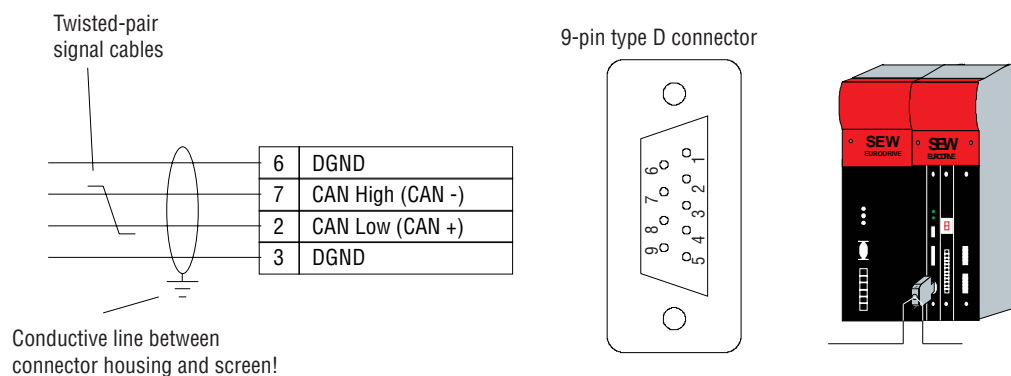 Twisted-pair
signal cables
6 DGND
7 CAN High (CAN -)
2 CAN Low (CAN +)
3 DGND
Conductive line between
connector housing and screen!
9-pin type D connector
6 7 8 9
1 2 3 4 5
SEW
EURODRIVE
SEW
EURODRIVE
8